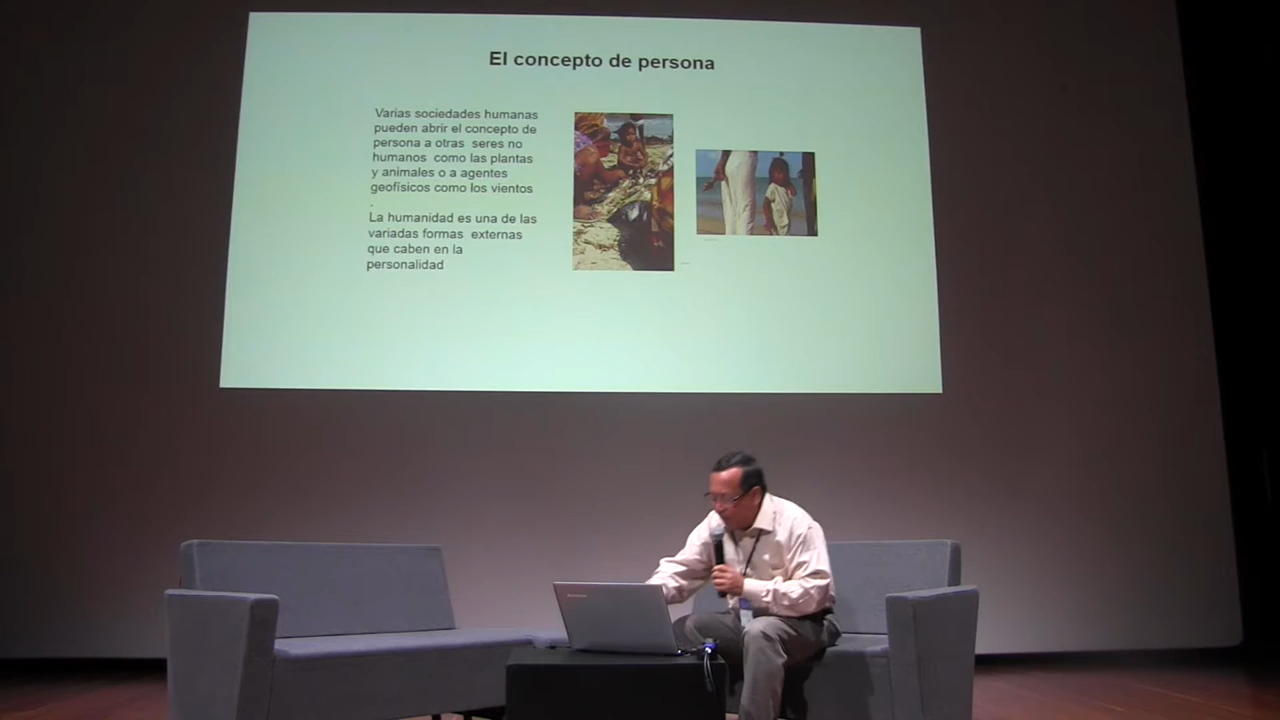 El concepto de persona
Varias sociedades humanas
pueden abrir el concepto de
persona a otras seres no
humanos como las plantas
y animales o a agentes
geofísicos como los vientos
.
La humanidad es una de las
variadas formas externas
que caben en la
personalidad